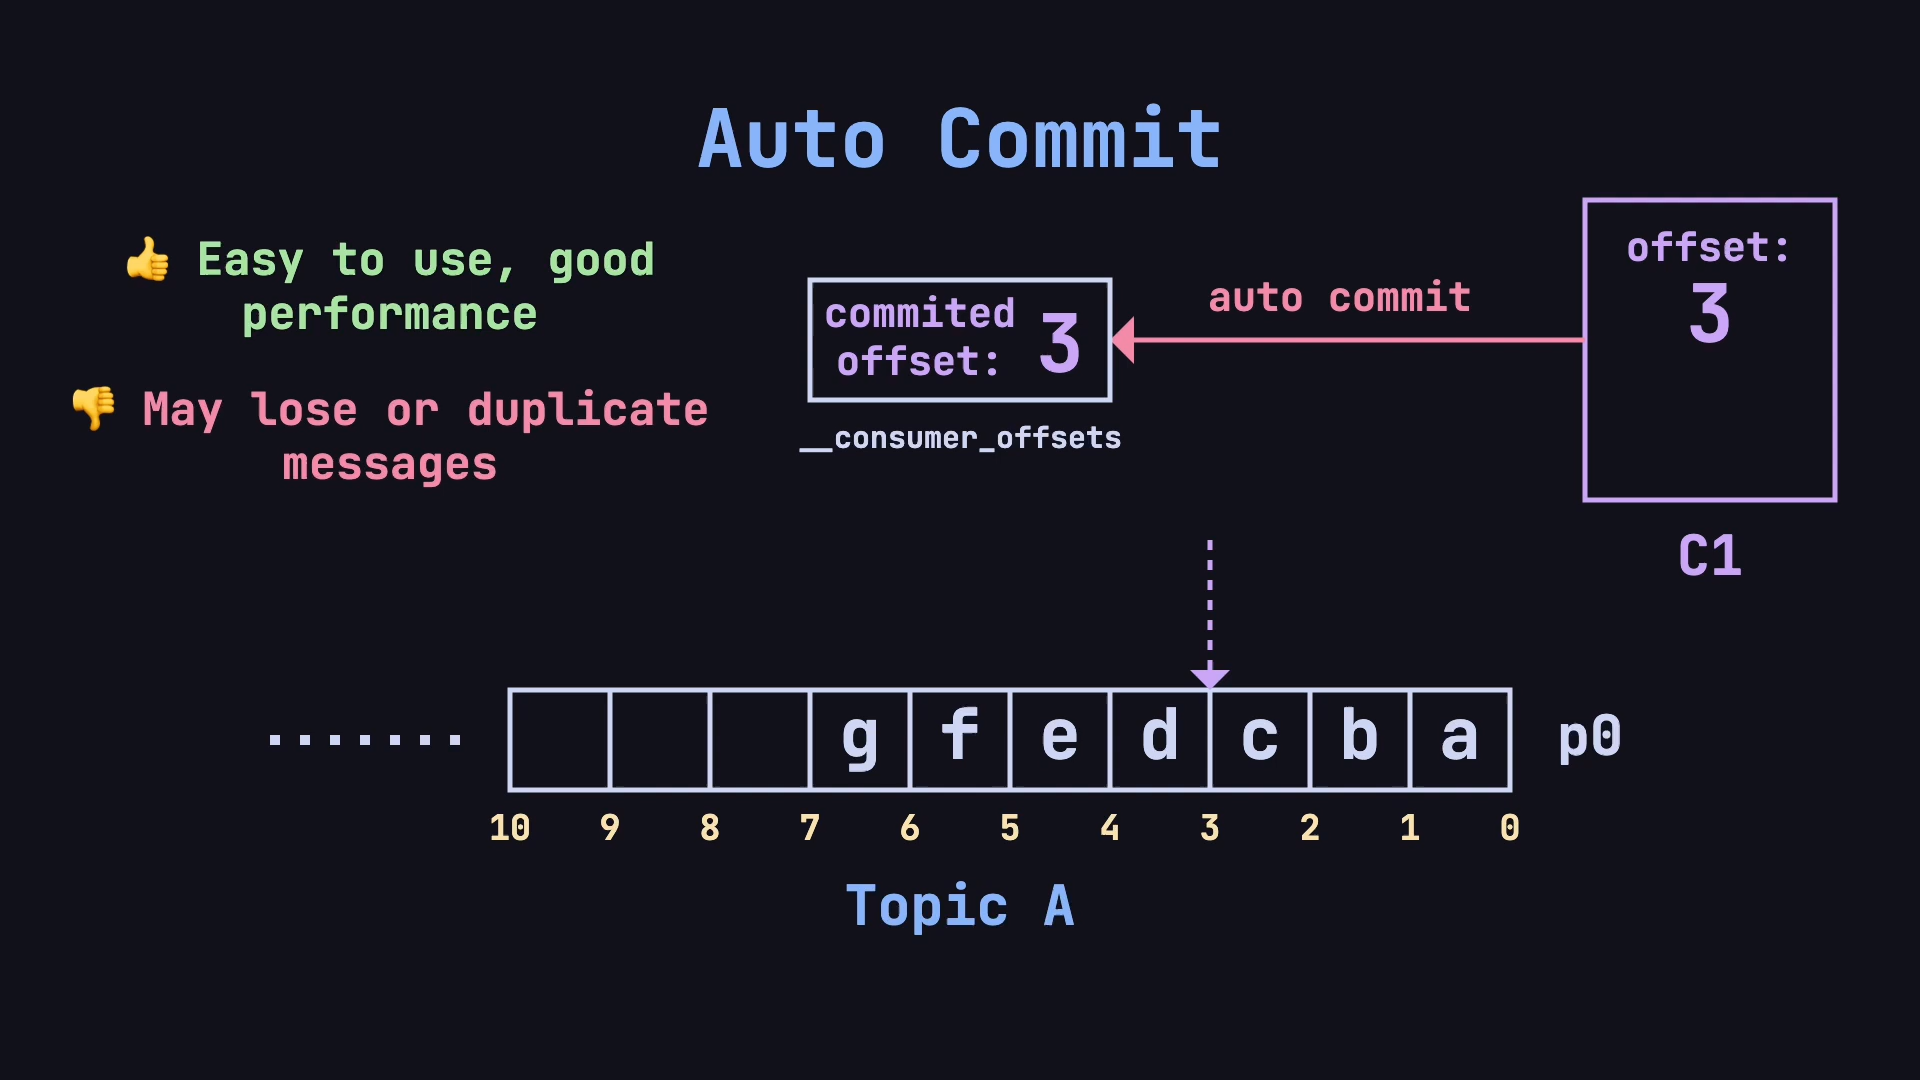 Auto Commit
👍 Easy to use, good
performance
👎 May lose or duplicate
messages
commited
offset: 3
__consumer_offsets
auto commit
offset:
3
C1
g f e d c b a p0
10 9 8 7 6 5 4 3 2 1 0
Topic A